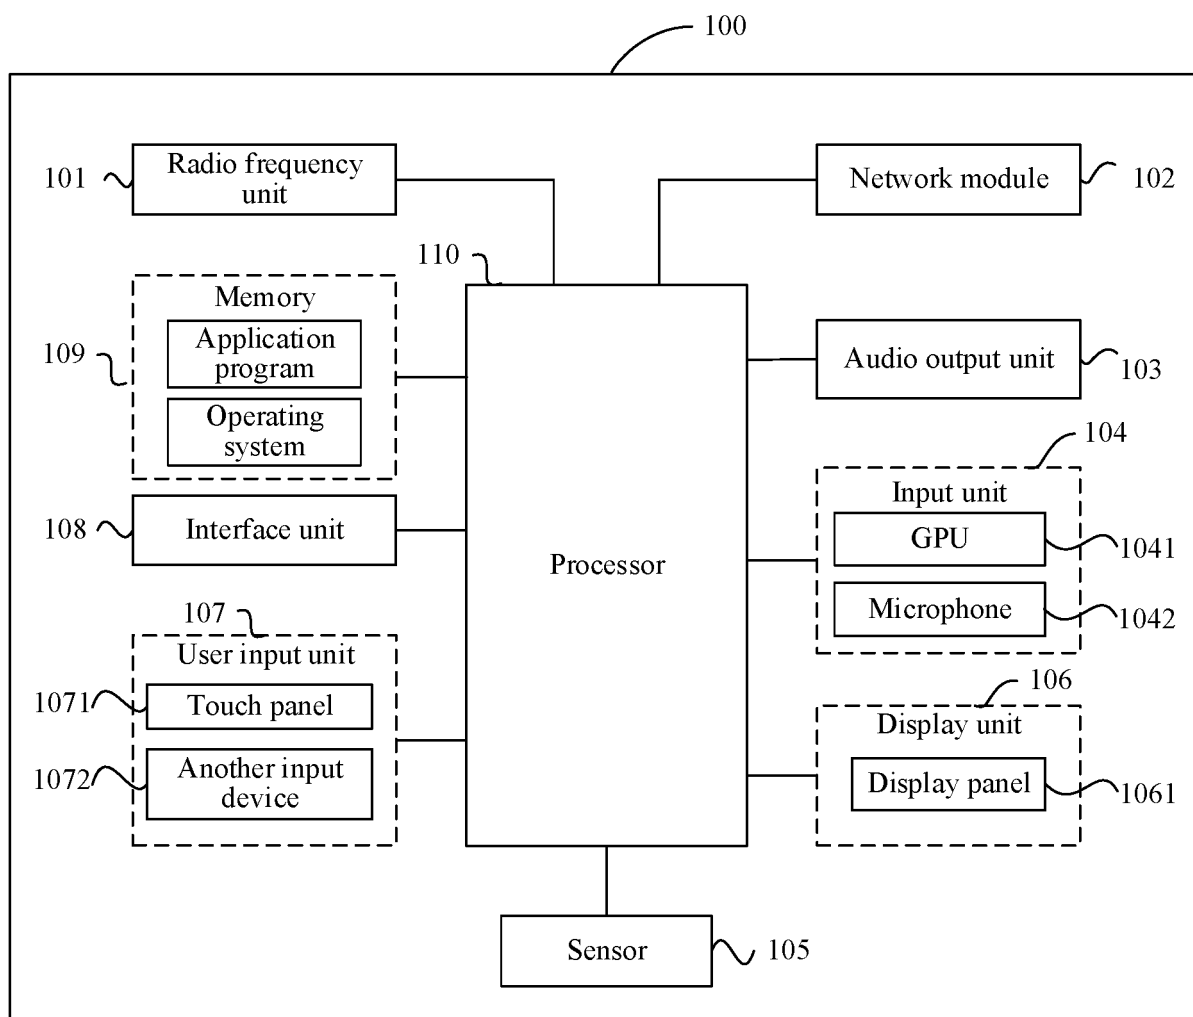 100
101
Radio frequency
unit
Network module
102
110
Memory
Application
program
Operating
system
109
Audio output unit
103
104
Input unit
GPU
1041
Microphone
1042
108
Interface unit
Processor
107
User input unit
1071
Touch panel
1072
Another input
device
106
Display unit
Display panel
1061
Sensor
105